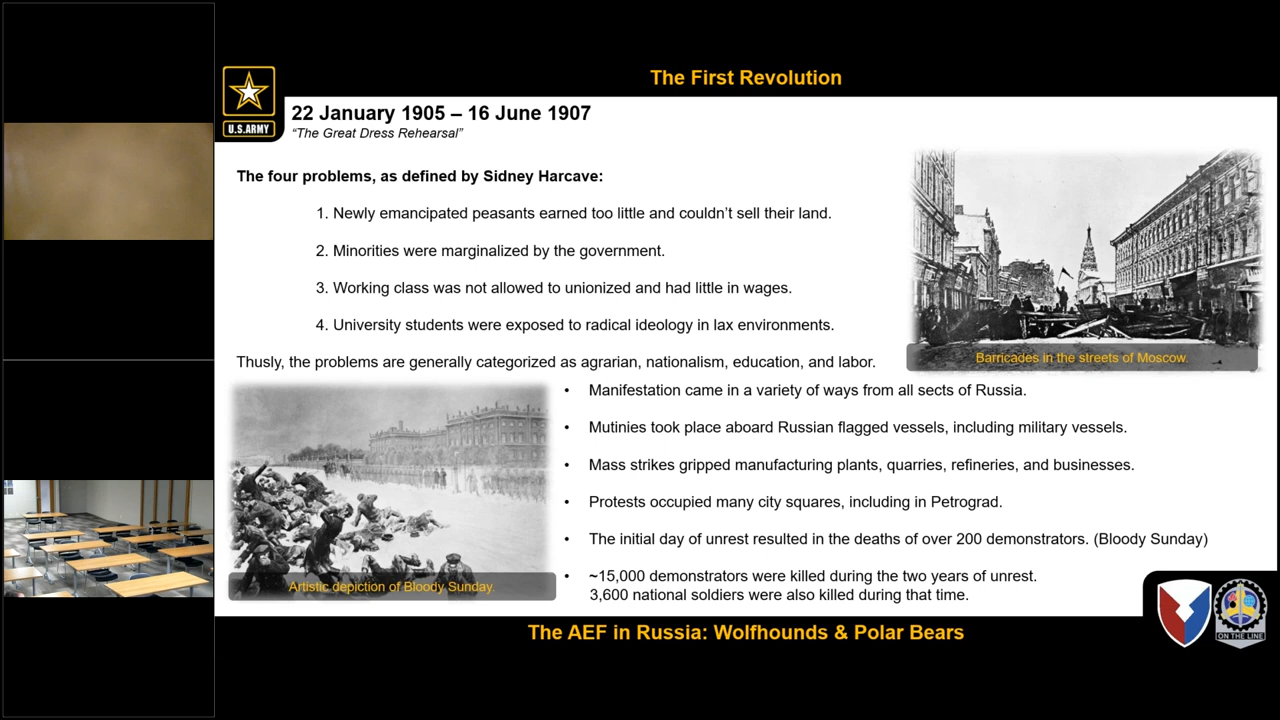 The First Revolution
U.S.ARMY
22 January 1905 – 16 June 1907
“The Great Dress Rehearsal”
The four problems, as defined by Sidney Harcave:
1. Newly emancipated peasants earned too little and couldn’t sell their land.
2. Minorities were marginalized by the government.
3. Working class was not allowed to unionized and had little in wages.
4. University students were exposed to radical ideology in lax environments.
Thusly, the problems are generally categorized as agrarian, nationalism, education, and labor.
Barricades in the streets of Moscow.
• Manifestation came in a variety of ways from all sects of Russia.
• Mutinies took place aboard Russian flagged vessels, including military vessels.
• Mass strikes gripped manufacturing plants, quarries, refineries, and businesses.
• Protests occupied many city squares, including in Petrograd.
• The initial day of unrest resulted in the deaths of over 200 demonstrators. (Bloody Sunday)
• ~15,000 demonstrators were killed during the two years of unrest.
3,600 national soldiers were also killed during that time.
Artistic depiction of Bloody Sunday.
ON THE LINE
The AEF in Russia: Wolfhounds & Polar Bears